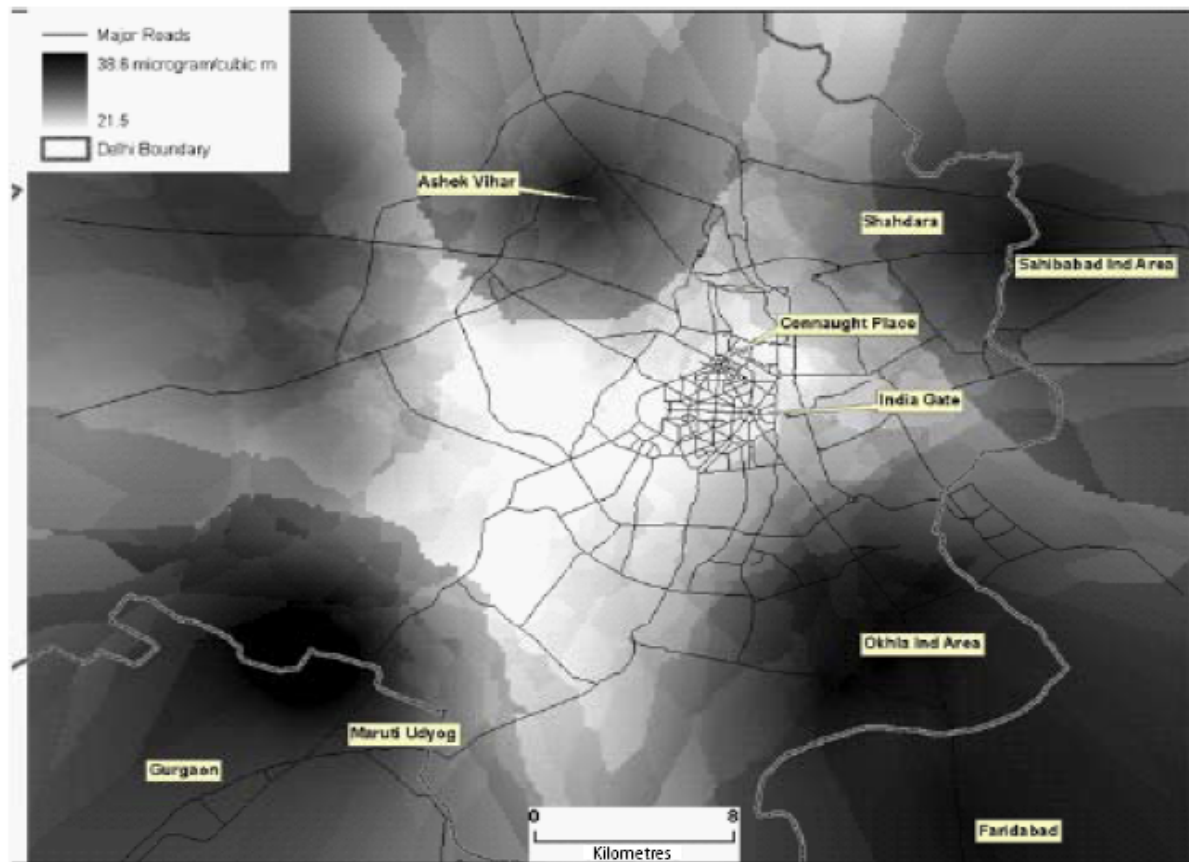 Major Roads
38.6 microgram/cubic m
21.5
Delhi Boundary
Ashok Vihar
Shahdara
Sahibabad Ind Area
Connaught Place
India Gate
Okhla Ind Area
Maruti Udyog
Gurgaon
0 8
Kilometres
Faridabad